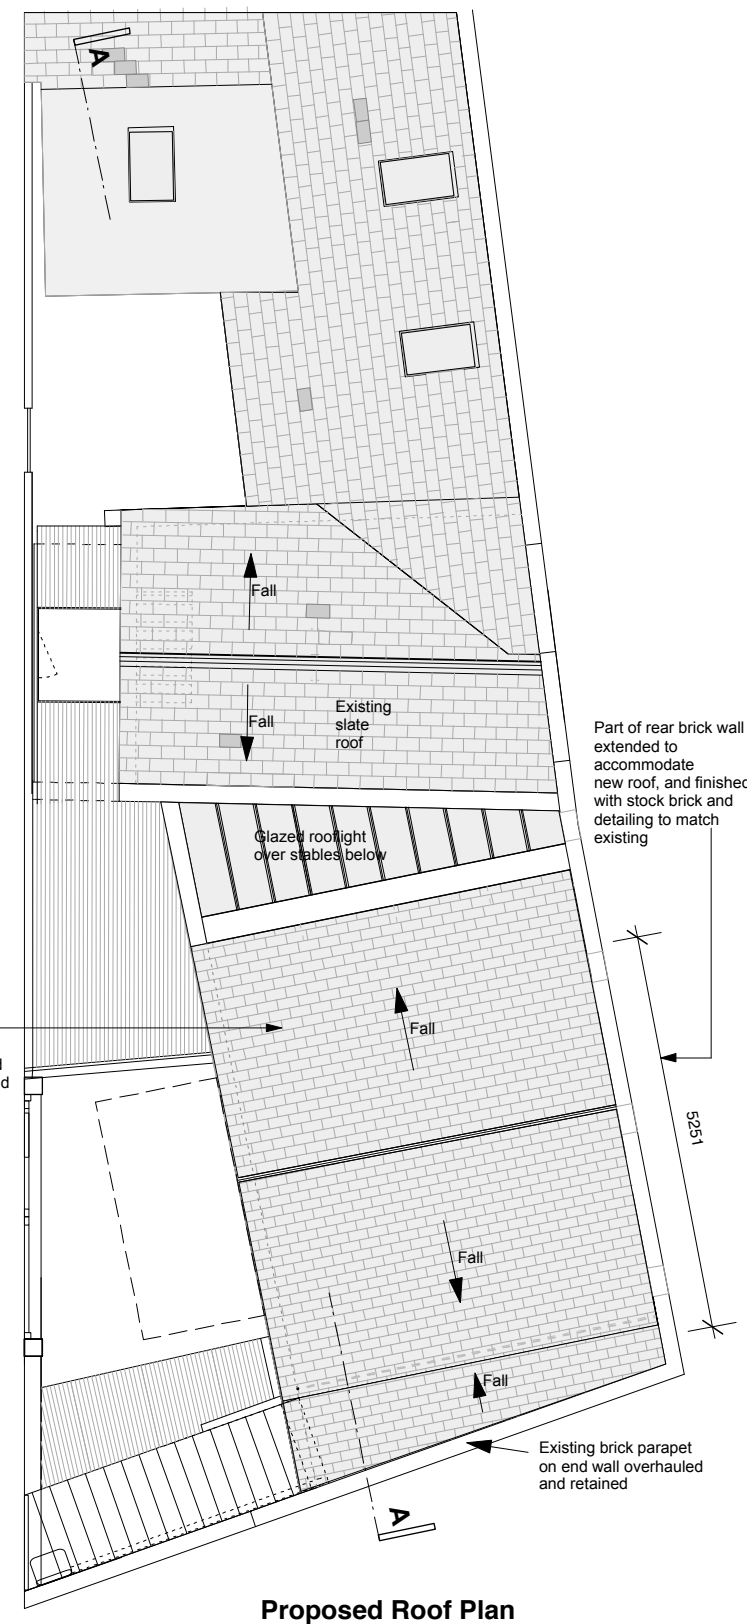 A
Fall
Fall
Existing
slate
roof
Part of rear brick wall
extended to
accommodate
new roof, and finished
with stock brick and
detailing to match
existing
Glazed rooflight
over stables below
Fall
5251
Fall
Fall
Existing brick parapet
on end wall overhauled
and retained
A
Proposed Roof Plan